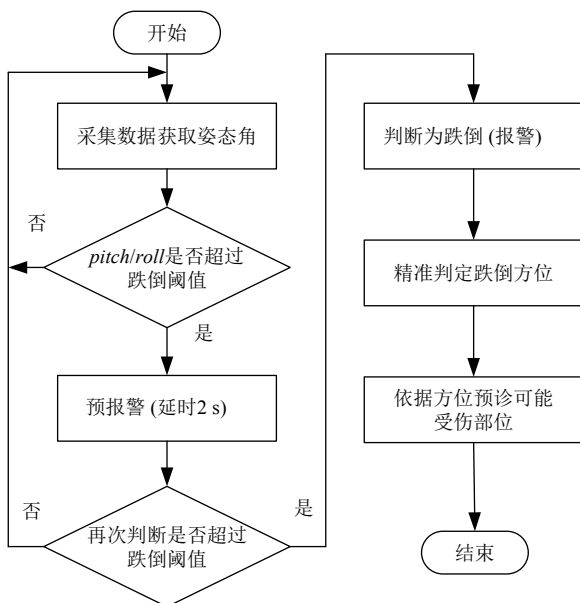 开始
采集数据获取姿态角
否
pitch/roll是否超过
跌倒阈值
是
预报警 (延时2 s)
否
再次判断是否超过
跌倒阈值
是
判断为跌倒 (报警)
精准判定跌倒方位
依据方位预诊可能
受伤部位
结束